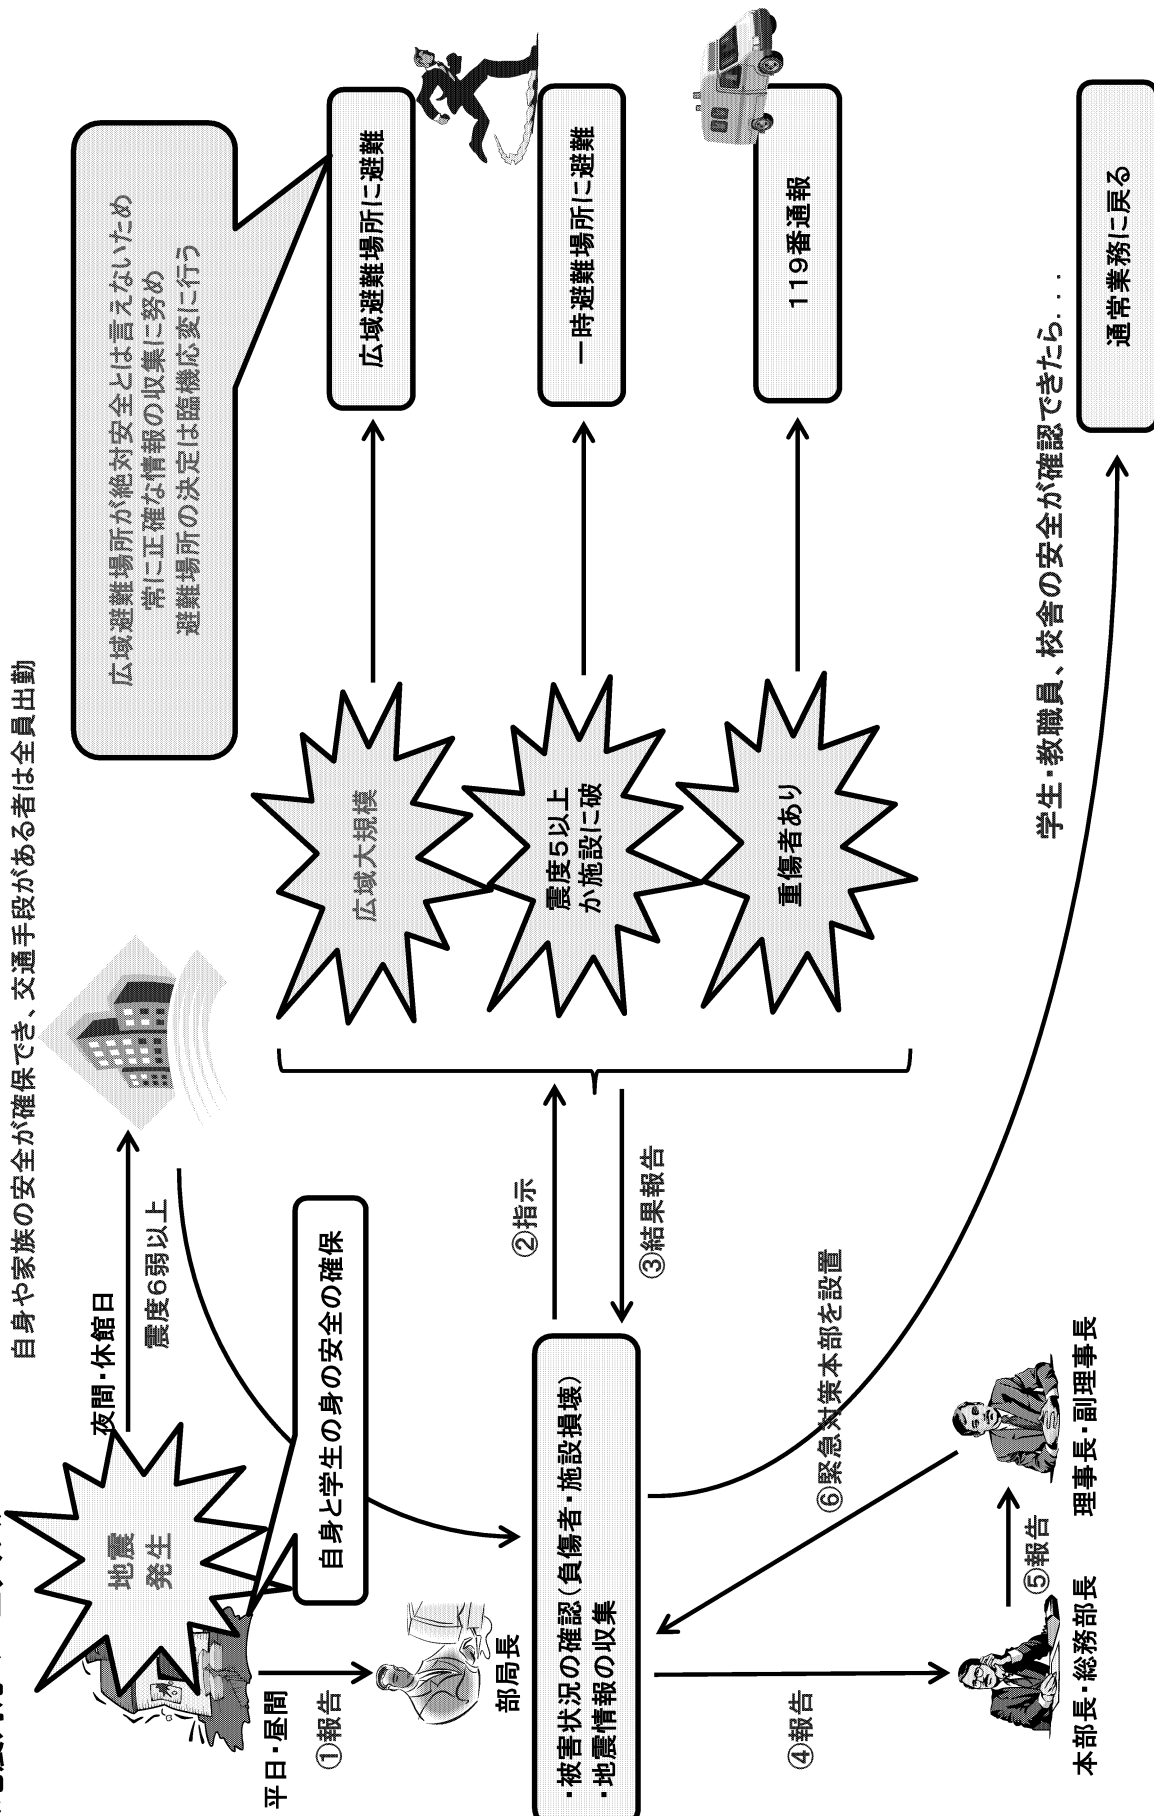 自身や家族の安全が確保でき、交通手段がある者は全員出勤
夜間・休館日
震度6弱以上
地震
発生
平日・昼間
①報告
部局長
自身と学生の身の安全の確保
・被害状況の確認(負傷者・施設損壊)
・地震情報の収集
②指示
③結果報告
④報告
本部長・総務部長
⑤報告
理事長・副理事長
⑥緊急対策本部を設置
広域大規模
震度5以上
か施設に破
重傷者あり
広域避難場所が絶対安全とは言えないため
常に正確な情報の収集に努め
避難場所の決定は臨機応変に行う
広域避難場所に避難
一時避難場所に避難
119番通報
学生・教職員、校舎の安全が確認できたら...
通常業務に戻る